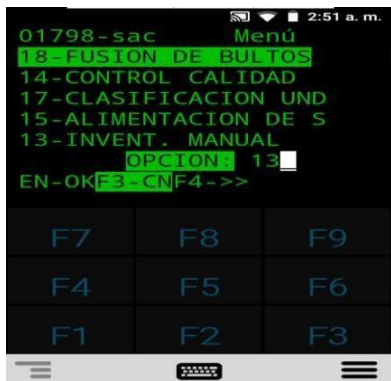 2:51 a. m.
01798-sac Menú
18-FUSION DE BULTOS
14-CONTROL CALIDAD
17-CLASIFICACION UND
15-ALIMENTACION DE S
13-INVENT. MANUAL
OPCION: 13
EN-OKF3-CNF4->>
F7 F8 F9
F4 F5 F6
F1 F2 F3